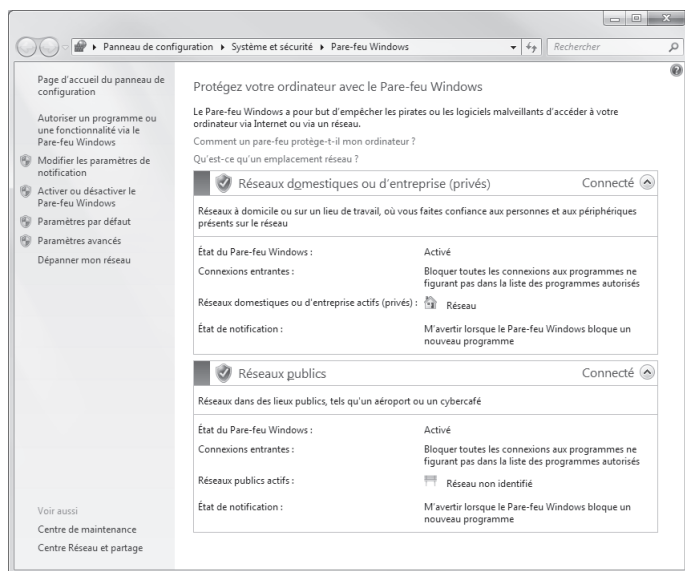 Panneau de configuration ▸ Système et sécurité ▸ Pare-feu Windows
Rechercher
Page d'accueil du panneau de
configuration
Autoriser un programme ou
une fonctionnalité via le
Pare-feu Windows
Modifier les paramètres de
notification
Activer ou désactiver le
Pare-feu Windows
Paramètres par défaut
Paramètres avancés
Dépanner mon réseau
Voir aussi
Centre de maintenance
Centre Réseau et partage
Protégez votre ordinateur avec le Pare-feu Windows
Le Pare-feu Windows a pour but d'empêcher les pirates ou les logiciels malveillants d'accéder à votre
ordinateur via Internet ou via un réseau.
Comment un pare-feu protège-t-il mon ordinateur ?
Qu'est-ce qu'un emplacement réseau ?
Réseaux domestiques ou d'entreprise (privés) Connecté
Réseaux à domicile ou sur un lieu de travail, où vous faites confiance aux personnes et aux périphériques
présents sur le réseau
État du Pare-feu Windows : Activé
Connexions entrantes : Bloquer toutes les connexions aux programmes ne
figurant pas dans la liste des programmes autorisés
Réseaux domestiques ou d'entreprise actifs (privés) : Réseau
État de notification : M'avertir lorsque le Pare-feu Windows bloque un
nouveau programme
Réseaux publics Connecté
Réseaux dans des lieux publics, tels qu'un aéroport ou un cybercafé
État du Pare-feu Windows : Activé
Connexions entrantes : Bloquer toutes les connexions aux programmes ne
figurant pas dans la liste des programmes autorisés
Réseaux publics actifs : Réseau non identifié
État de notification : M'avertir lorsque le Pare-feu Windows bloque un
nouveau programme